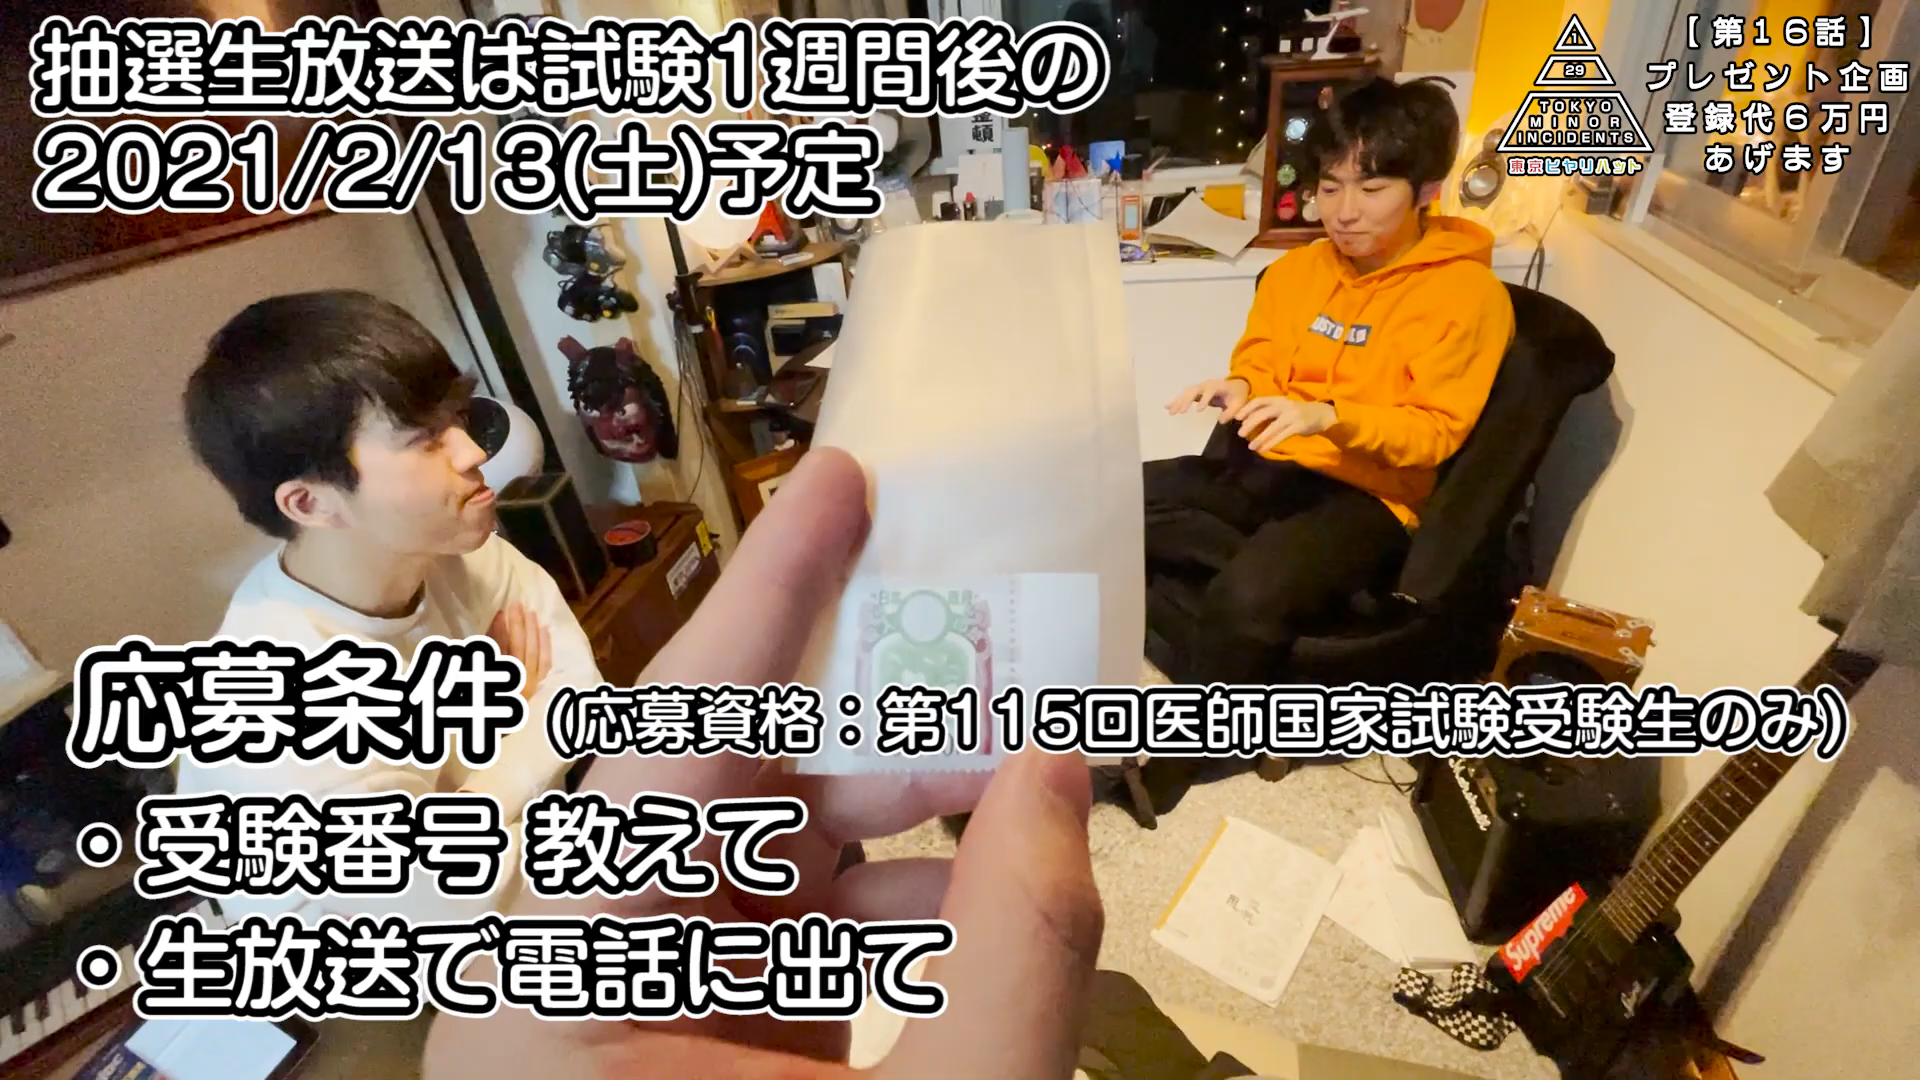 抽選生放送は試験1週間後の
2021/2/13(土)予定
【第16話】
プレゼント企画
登録代6万円
あげます
1
29
TOKYO
MINOR
INCIDENTS
東京ヒヤリハット
応募条件 (応募資格：第115回医師国家試験受験生のみ)
・受験番号 教えて
・生放送で電話に出て
Supreme